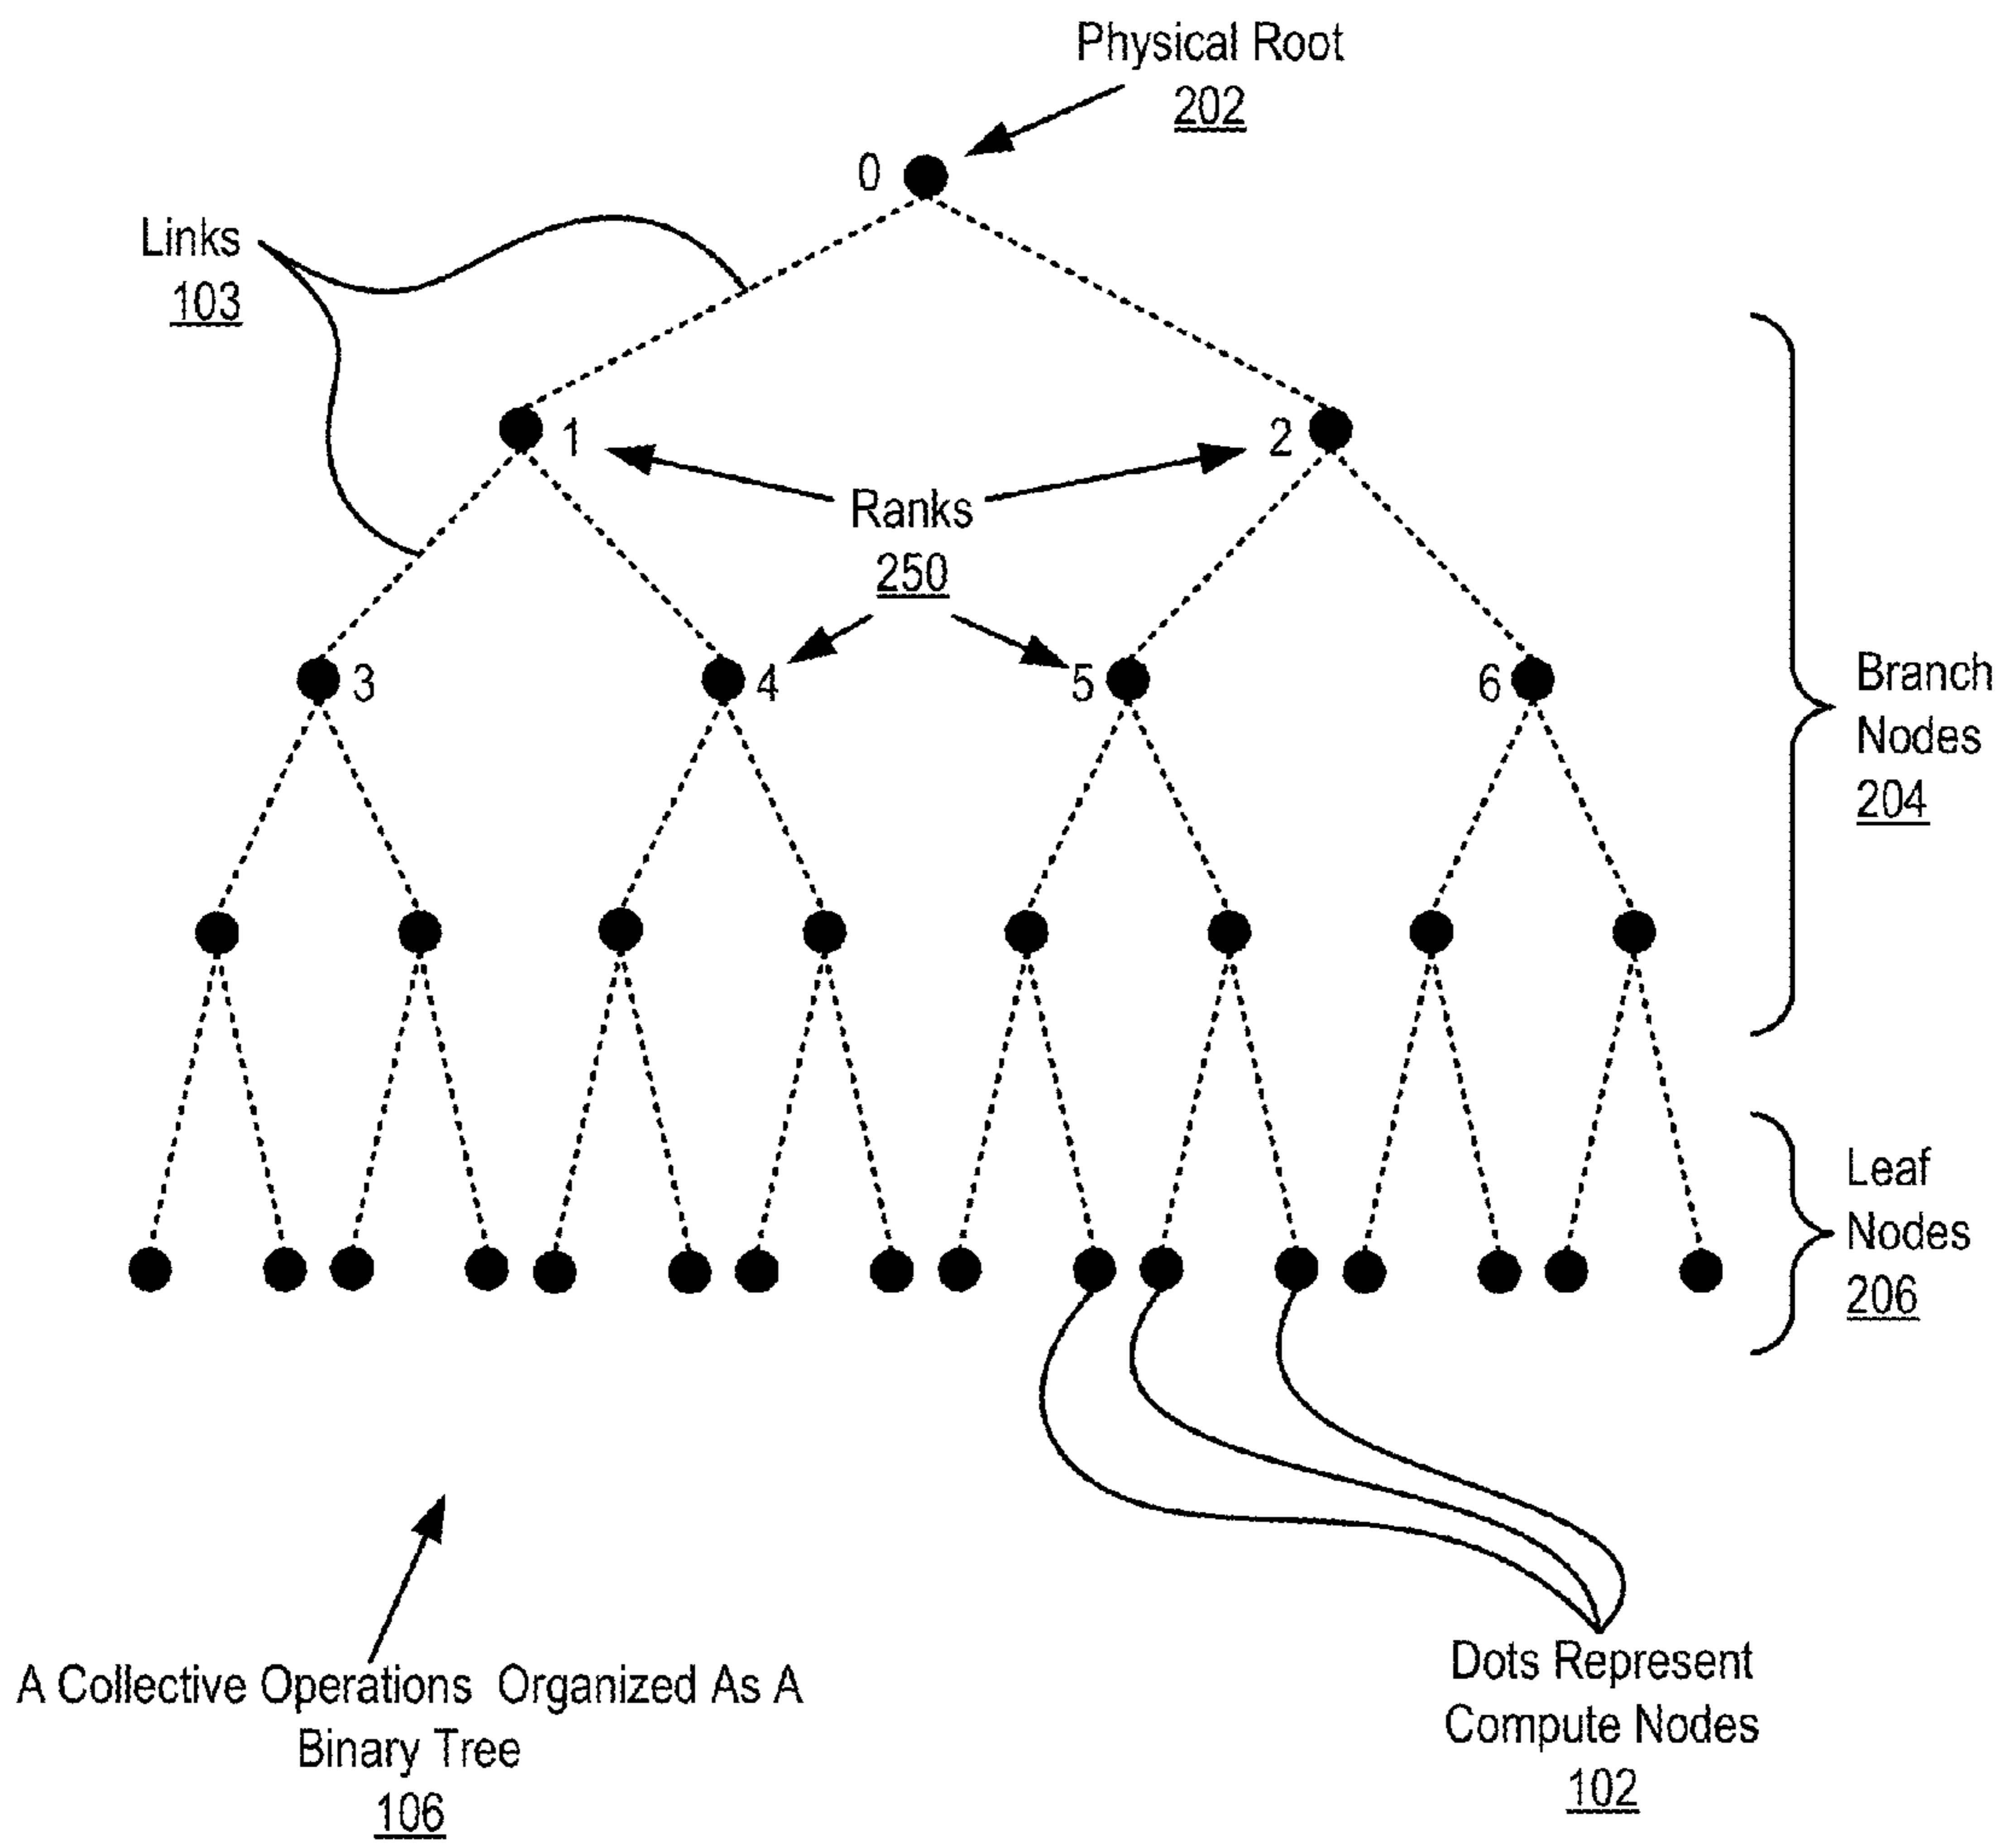 Physical Root
202
0
Links
103
1
2
Ranks
250
3
4
5
6
Branch
Nodes
204
Leaf
Nodes
206
A Collective Operations Organized As A
Binary Tree
106
Dots Represent
Compute Nodes
102